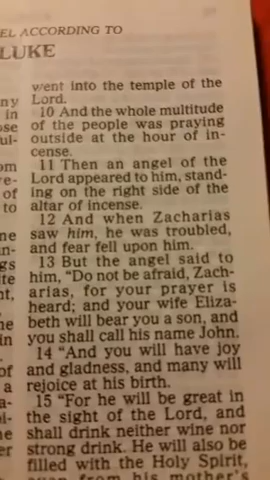 EL ACCORDING TO
LUKE
went into the temple of the
Lord.
10 And the whole multitude
of the people was praying
outside at the hour of in-
cense.
11 Then an angel of the
Lord appeared to him, stand-
ing on the right side of the
altar of incense.
12 And when Zacharias
saw him, he was troubled,
and fear fell upon him.
13 But the angel said to
him, "Do not be afraid, Zach-
arias, for your prayer is
heard; and your wife Eliza-
beth will bear you a son, and
you shall call his name John.
14 "And you will have joy
and gladness, and many will
rejoice at his birth.
15 "For he will be great in
the sight of the Lord, and
shall drink neither wine nor
strong drink. He will also be
filled with the Holy Spirit,
even from his mother's